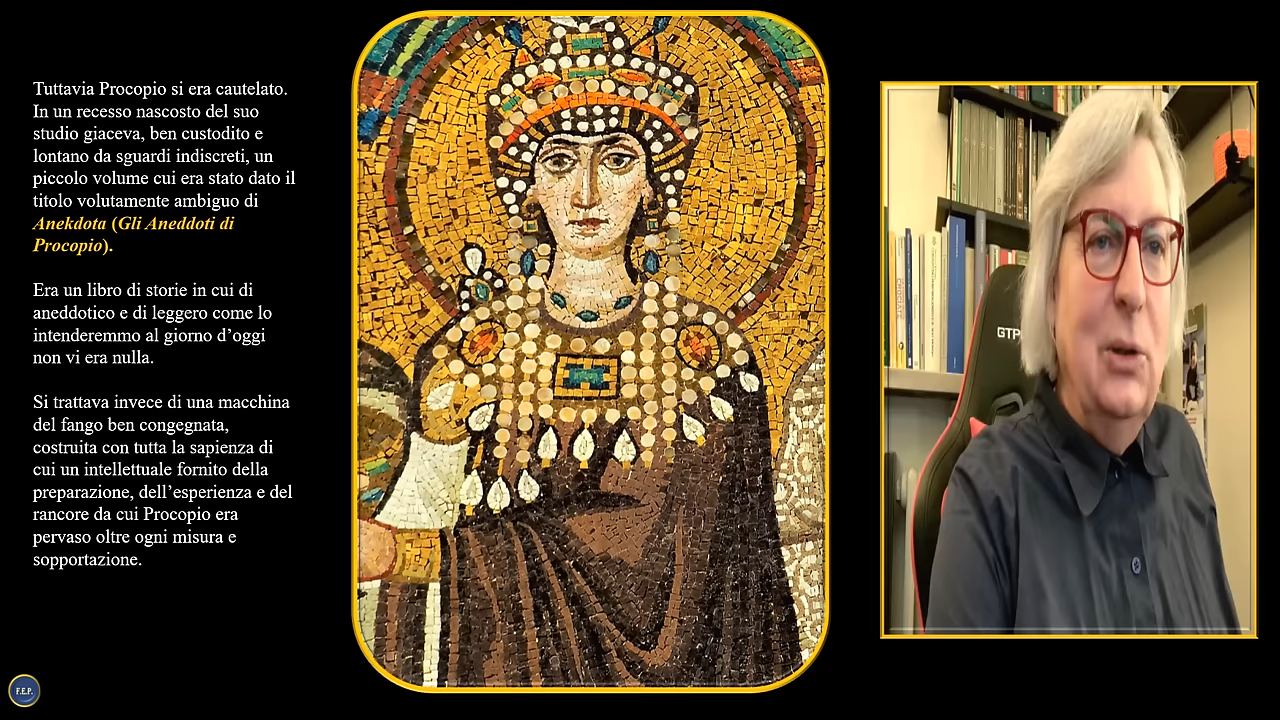 Tuttavia Procopio si era cautelato.
In un recesso nascosto del suo
studio giaceva, ben custodito e
lontano da sguardi indiscreti, un
piccolo volume cui era stato dato il
titolo volutamente ambiguo di
Anekdota (Gli Aneddoti di
Procopio).
Era un libro di storie in cui di
aneddotico e di leggero come lo
intenderemmo al giorno d’oggi
non vi era nulla.
Si trattava invece di una macchina
del fango ben congegnata,
costruita con tutta la sapienza di
cui un intellettuale fornito della
preparazione, dell’esperienza e del
rancore da cui Procopio era
pervaso oltre ogni misura e
sopportazione.
F.E.P.
GTP